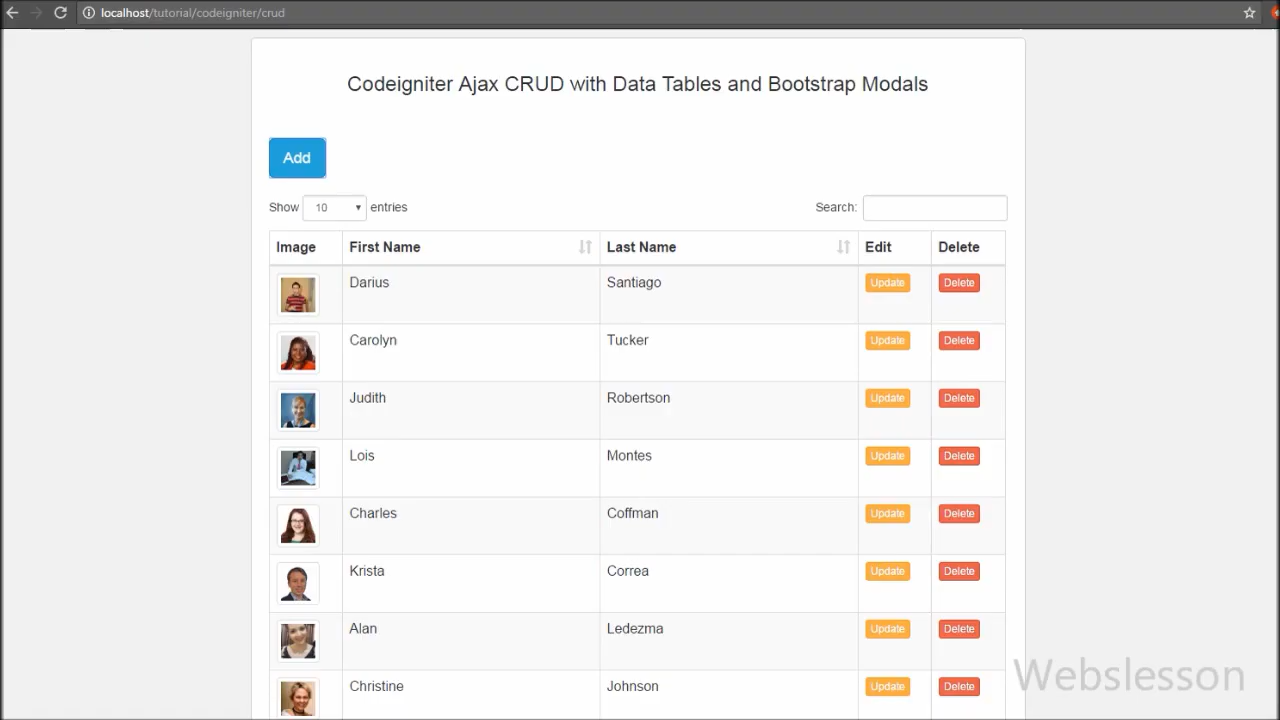 localhost/tutorial/codeigniter/crud
Codeigniter Ajax CRUD with Data Tables and Bootstrap Modals
Add
Show 10 entries Search:
Image First Name Last Name Edit Delete
Darius Santiago Update Delete
Carolyn Tucker Update Delete
Judith Robertson Update Delete
Lois Montes Update Delete
Charles Coffman Update Delete
Krista Correa Update Delete
Alan Ledezma Update Delete
Christine Johnson Update Delete
Webslesson